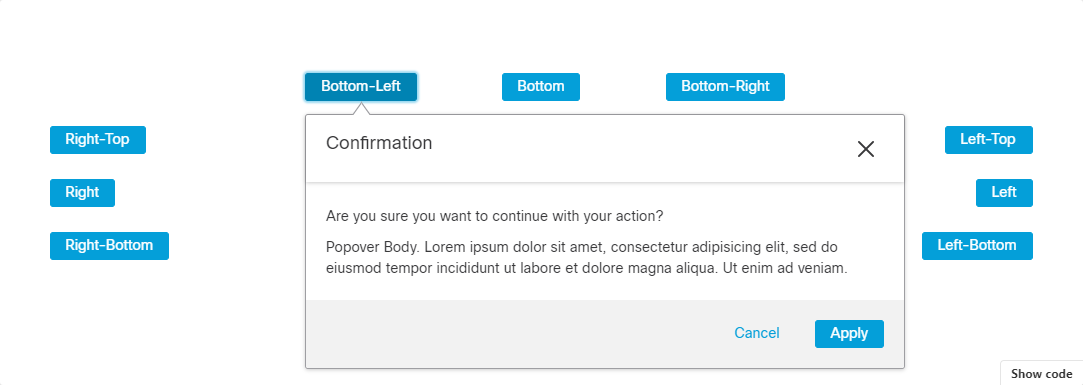 Bottom-Left
Bottom
Bottom-Right
Right-Top
Confirmation
Left-Top
Right
Left
Are you sure you want to continue with your action?
Right-Bottom
Popover Body. Lorem ipsum dolor sit amet, consectetur adipisicing elit, sed do
eiusmod tempor incididunt ut labore et dolore magna aliqua. Ut enim ad veniam.
Left-Bottom
Cancel
Apply
Show code